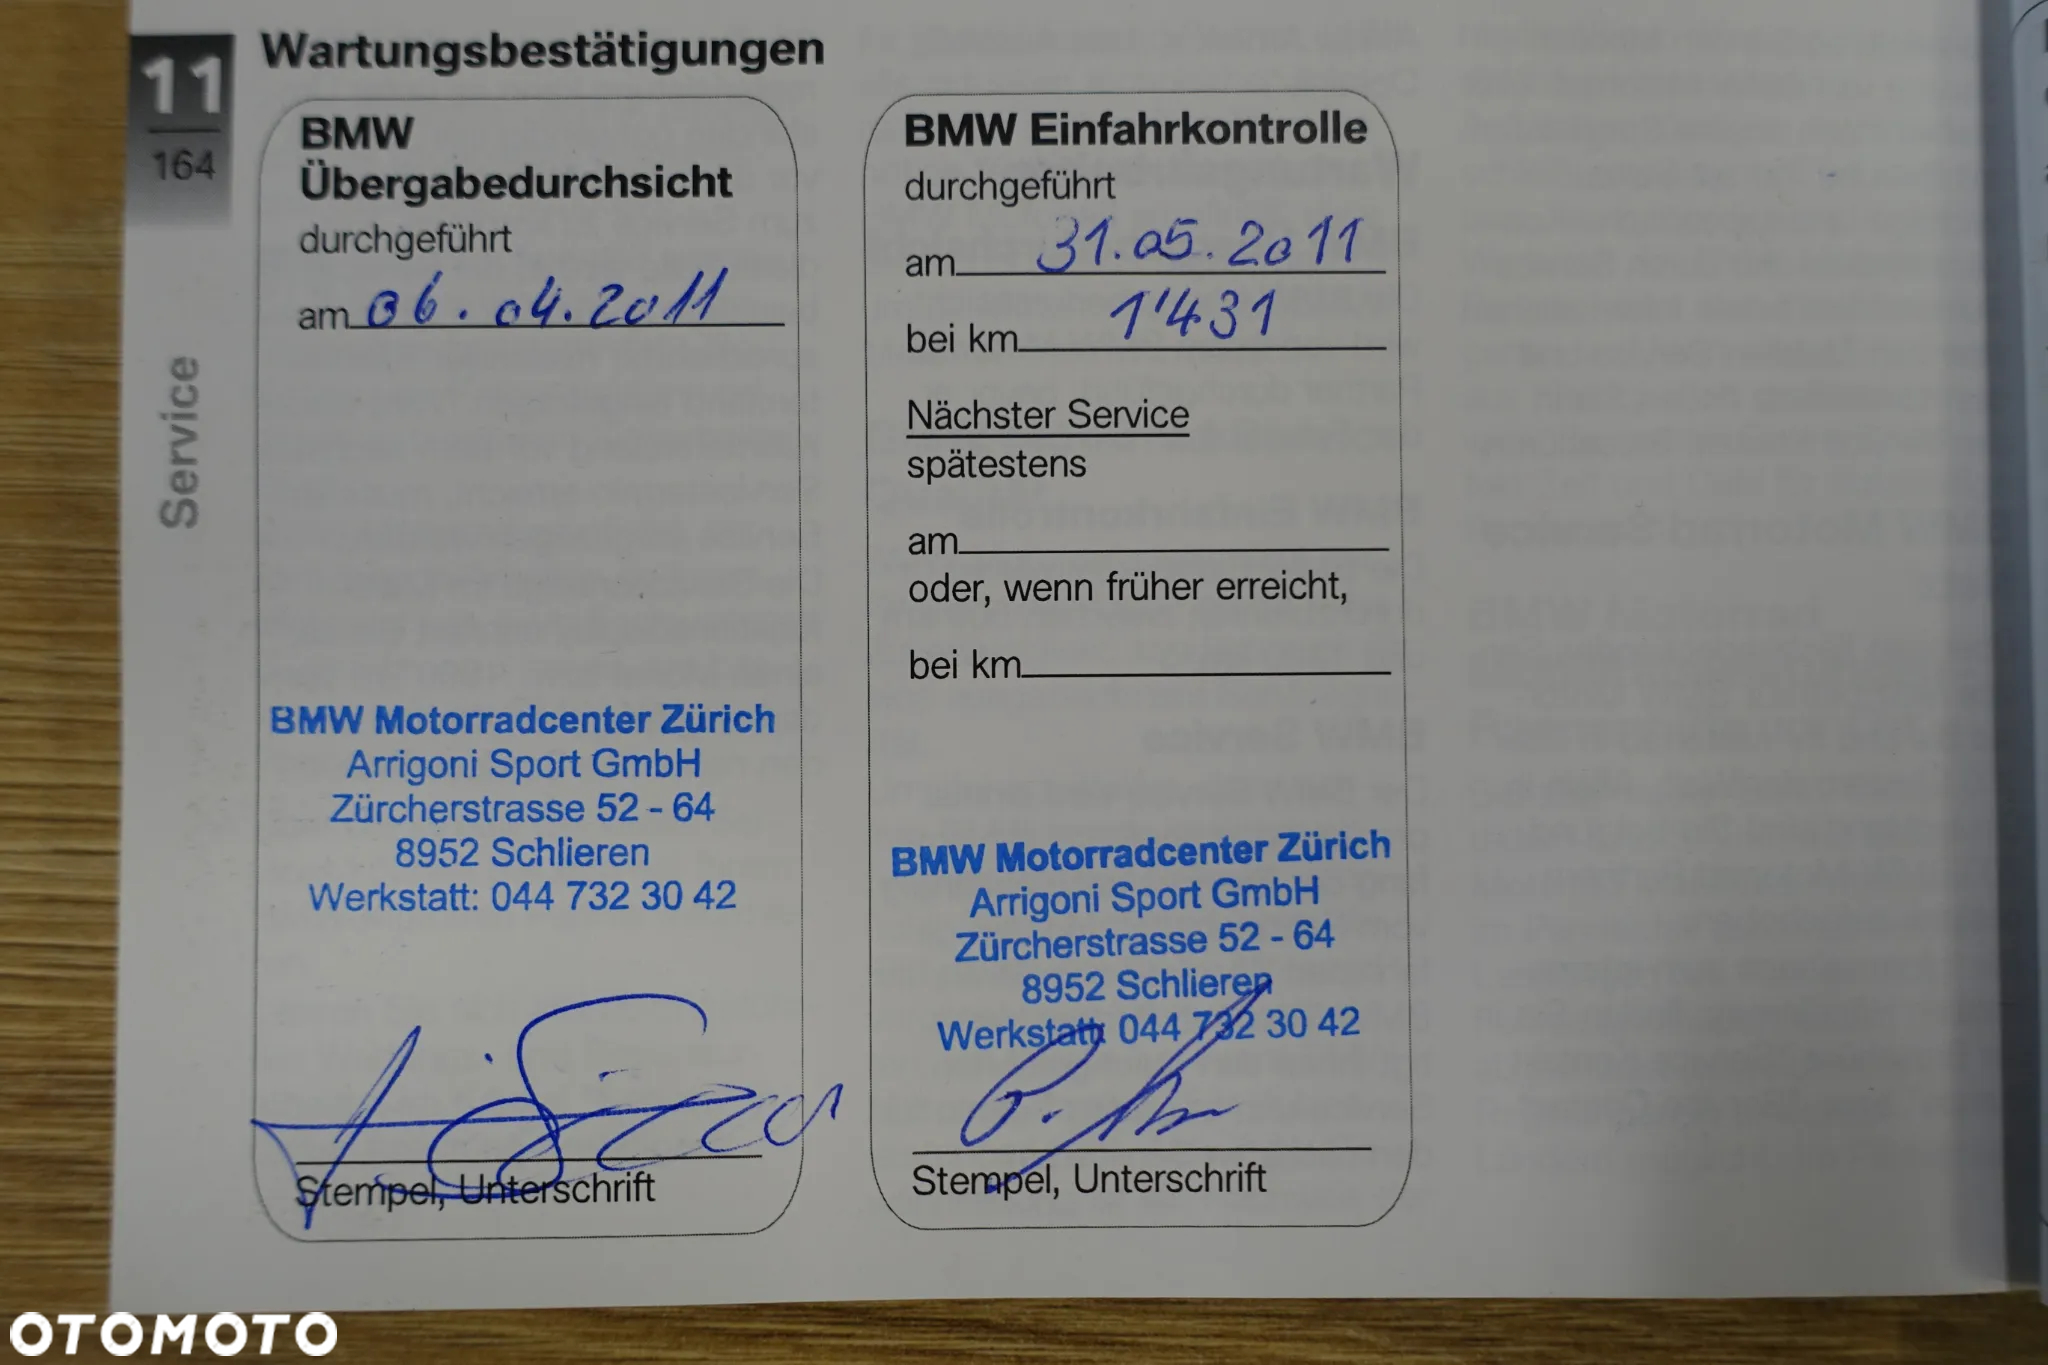 11
164
Service
Wartungsbestätigungen
BMW
Übergabedurchsicht
durchgeführt
am 06.04.2011
BMW Motorradcenter Zürich
Arrigoni Sport GmbH
Zürcherstrasse 52 - 64
8952 Schlieren
Werkstatt: 044 732 30 42
Stempel, Unterschrift
BMW Einfahrkontrolle
durchgeführt
am 31.05.2011
bei km 1'431
Nächster Service
spätestens
am
oder, wenn früher erreicht,
bei km
BMW Motorradcenter Zürich
Arrigoni Sport GmbH
Zürcherstrasse 52 - 64
8952 Schlieren
Werkstatt: 044 732 30 42
Stempel, Unterschrift
OTOMOTO